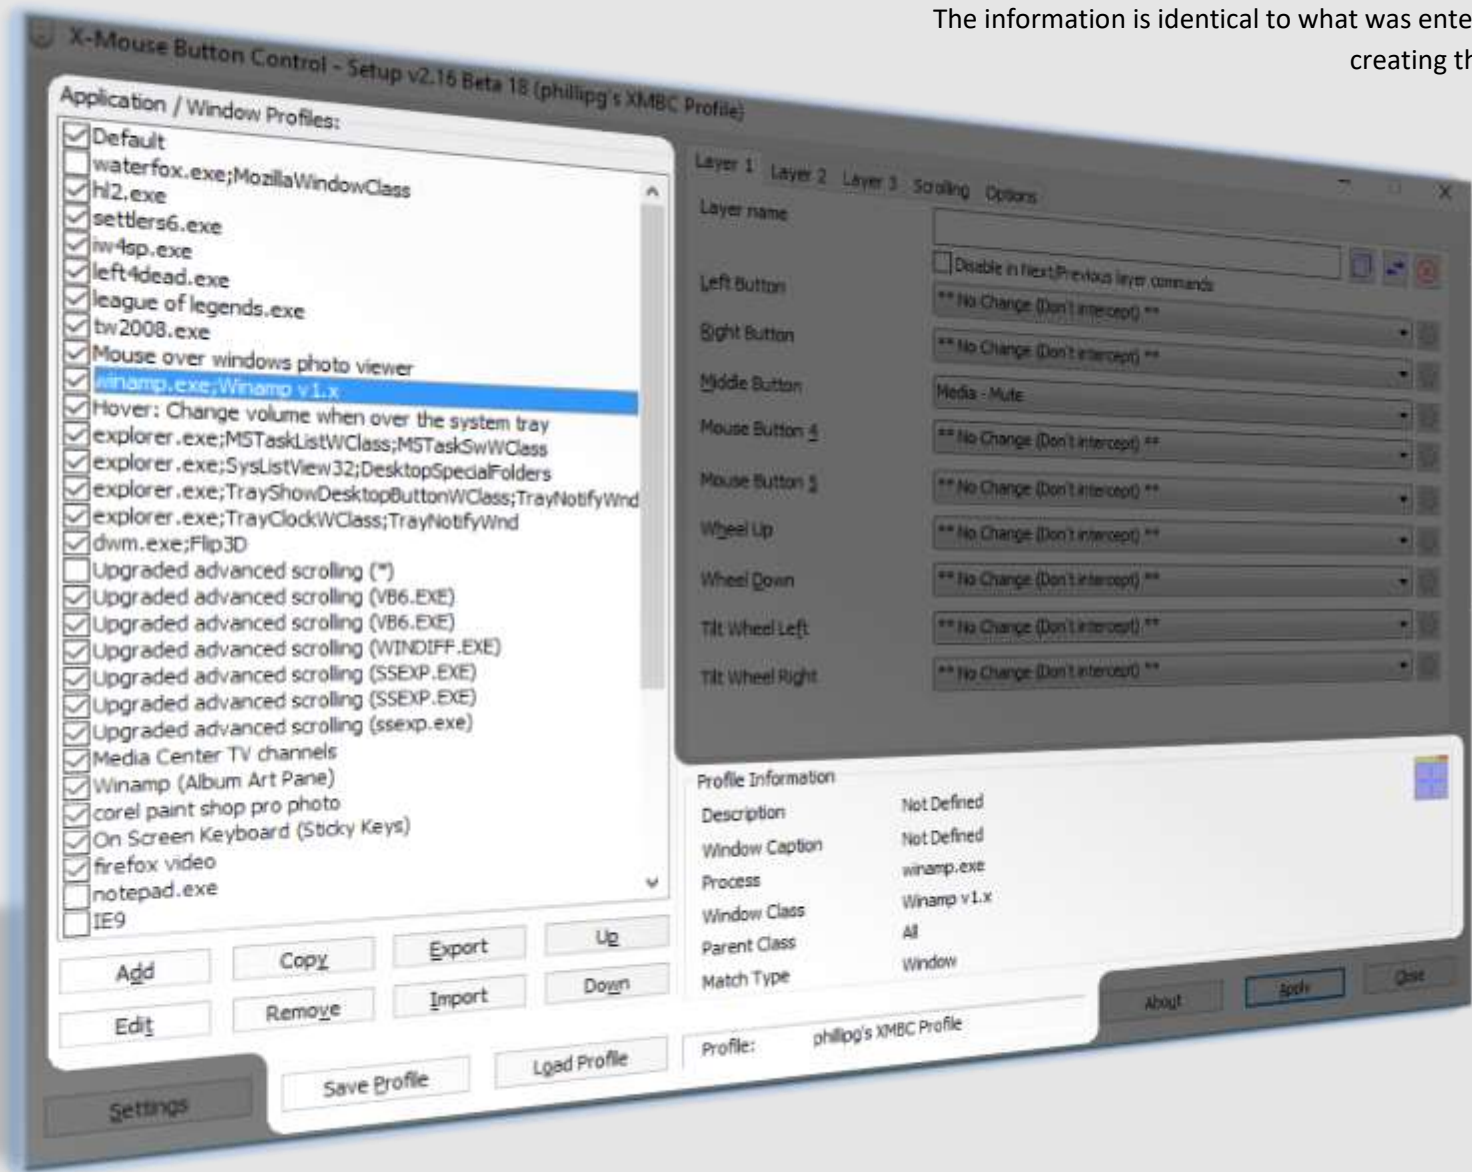 The information is identical to what was ente
creating th
X-Mouse Button Control - Setup v2.16 Beta 18 (phillipg's XMBC Profile)
Application / Window Profiles:
Default
waterfox.exe;MozillaWindowClass
hl2.exe
settlers6.exe
iw4sp.exe
left4dead.exe
league of legends.exe
tw2008.exe
Mouse over windows photo viewer
winamp.exe;Winamp v1.x
Hover: Change volume when over the system tray
explorer.exe;MSTaskListWClass;MSTaskSwWClass
explorer.exe;SysListView32;DesktopSpecialFolders
explorer.exe;TrayShowDesktopButtonWClass;TrayNotifyWnd
explorer.exe;TrayClockWClass;TrayNotifyWnd
dwm.exe;Flip3D
Upgraded advanced scrolling (*)
Upgraded advanced scrolling (VB6.EXE)
Upgraded advanced scrolling (VB6.EXE)
Upgraded advanced scrolling (WINDIFF.EXE)
Upgraded advanced scrolling (SSEXP.EXE)
Upgraded advanced scrolling (SSEXP.EXE)
Upgraded advanced scrolling (ssexp.exe)
Media Center TV channels
Winamp (Album Art Pane)
corel paint shop pro photo
On Screen Keyboard (Sticky Keys)
firefox video
notepad.exe
IE9
Add Copy Export Up
Edit Remove Import Down
Settings Save Profile Load Profile
Layer 1 Layer 2 Layer 3 Scrolling Options
Layer name
Disable in Next/Previous layer commands
Left Button ** No Change (Don't intercept) **
Right Button ** No Change (Don't intercept) **
Middle Button Media - Mute
Mouse Button 4 ** No Change (Don't intercept) **
Mouse Button 5 ** No Change (Don't intercept) **
Wheel Up ** No Change (Don't intercept) **
Wheel Down ** No Change (Don't intercept) **
Tilt Wheel Left ** No Change (Don't intercept) **
Tilt Wheel Right ** No Change (Don't intercept) **
Profile Information
Description Not Defined
Window Caption Not Defined
Process winamp.exe
Window Class Winamp v1.x
Parent Class All
Match Type Window
Profile: phillipg's XMBC Profile
About Apply Close